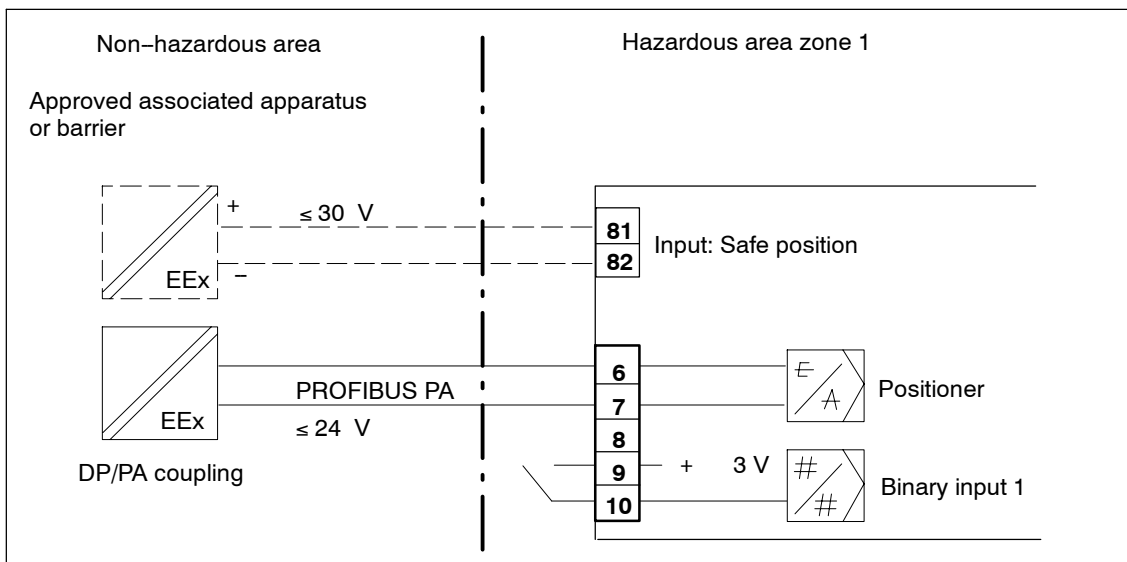 Non–hazardous area
Hazardous area zone 1
Approved associated apparatus
or barrier
+
≤ 30 V
–
EEx
81
82
Input: Safe position
EEx
PROFIBUS PA
≤ 24 V
DP/PA coupling
6
7
8
9
10
E
A
Positioner
+ 3 V
#
#
Binary input 1